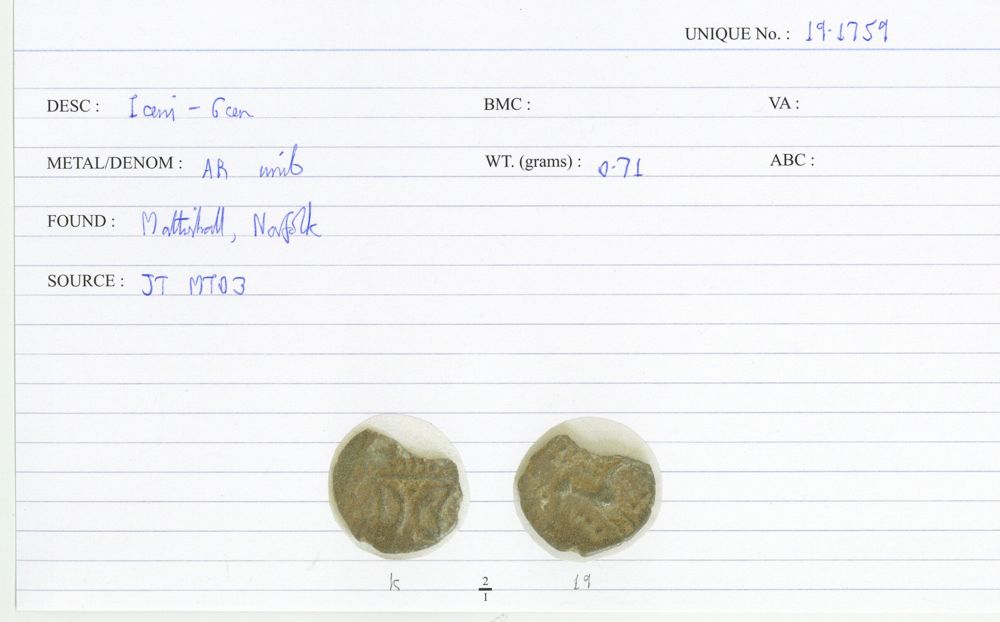 UNIQUE No. : 19.1759
DESC : Iceni - Ecen BMC : VA :
METAL/DENOM : AR unit WT. (grams) : 0.71 ABC :
FOUND : Mattishall, Norfolk
SOURCE : JT MT03
k 2/1 19